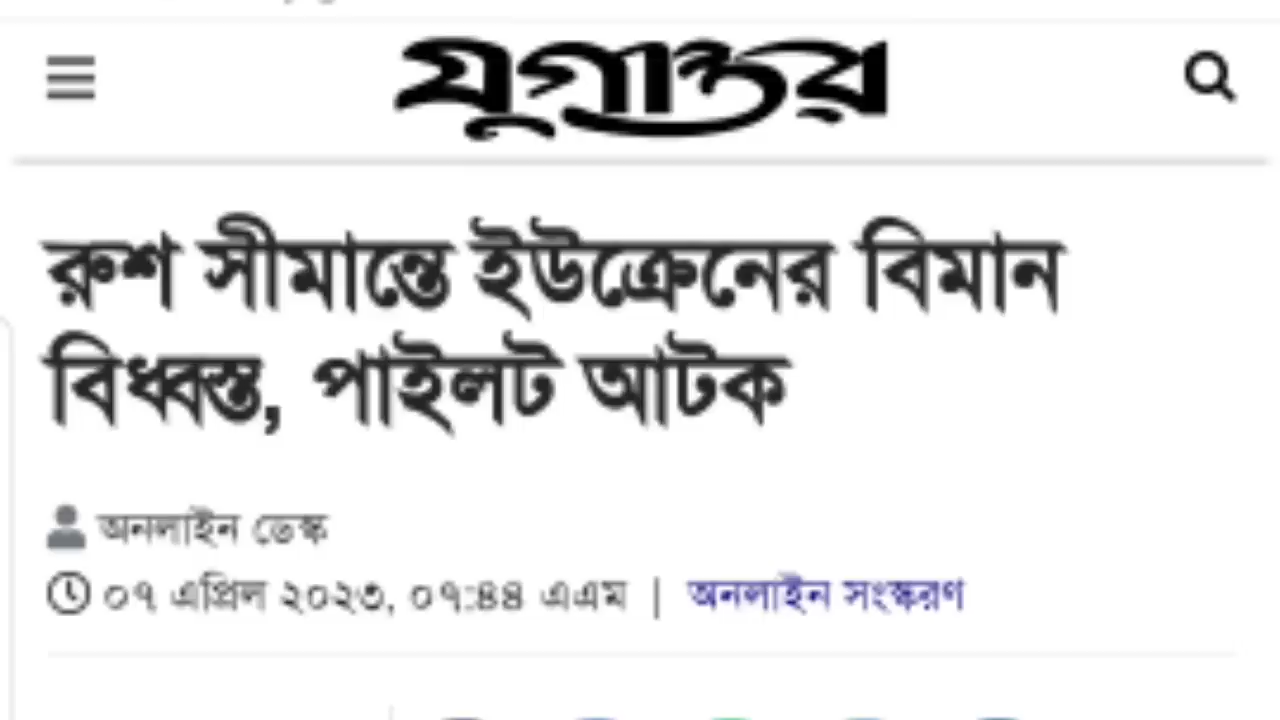 যুগান্তর
রুশ সীমান্তে ইউক্রেনের বিমান
বিধ্বস্ত, পাইলট আটক
অনলাইন ডেস্ক
০৭ এপ্রিল ২০২৩, ০৭:৪৪ এএম | অনলাইন সংস্করণ